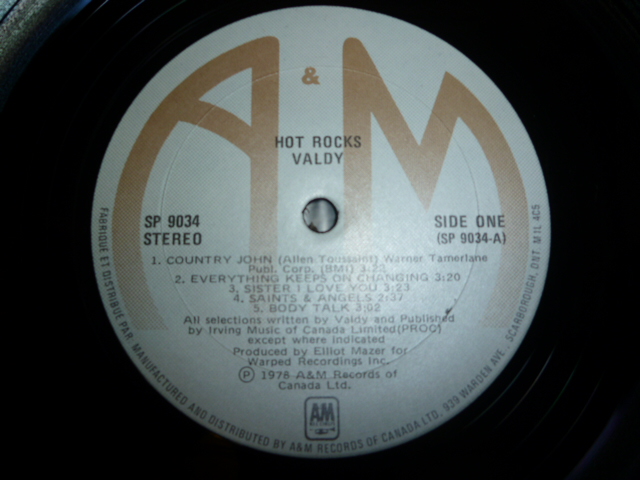 A & M
HOT ROCKS
VALDY
SP 9034
STEREO
SIDE ONE
(SP 9034-A)
1. COUNTRY JOHN (Allen Toussaint) Warner Tamerlane
Publ. Corp. (BMI) 3:23
2. EVERYTHING KEEPS ON CHANGING 3:20
3. SISTER I LOVE YOU 3:23
4. SAINTS & ANGELS 2:37
5. BODY TALK 3:02
All selections written by Valdy and Published
by Irving Music of Canada Limited(PROC)
except where indicated
Produced by Elliot Mazer for
Warped Recordings Inc.
℗ 1978 A&M Records of
Canada Ltd.
A&M
FABRIQUE ET DISTRIBUE PAR. MANUFACTURED AND DISTRIBUTED BY A&M RECORDS OF CANADA LTD. 939 WARDEN AVE. SCARBOROUGH, ONT. M1L 4C5